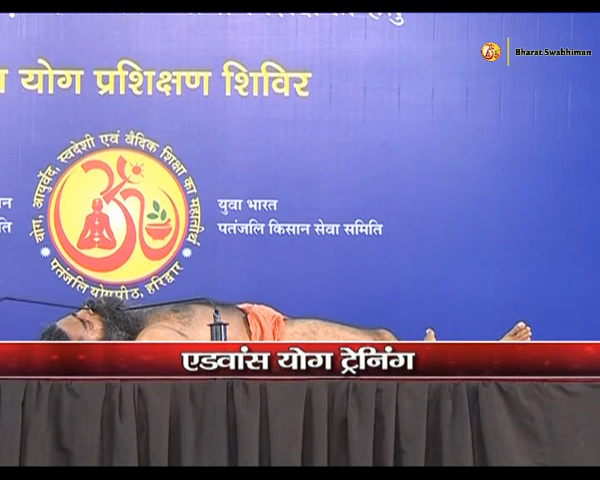 Bharat Swabhiman
योग प्रशिक्षण शिविर
योग, आयुर्वेद, स्वदेशी एवं वैदिक शिक्षा का महातीर्थ
पतंजलि योगपीठ, हरिद्वार
युवा भारत
पतंजलि किसान सेवा समिति
एडवांस योग ट्रेनिंग